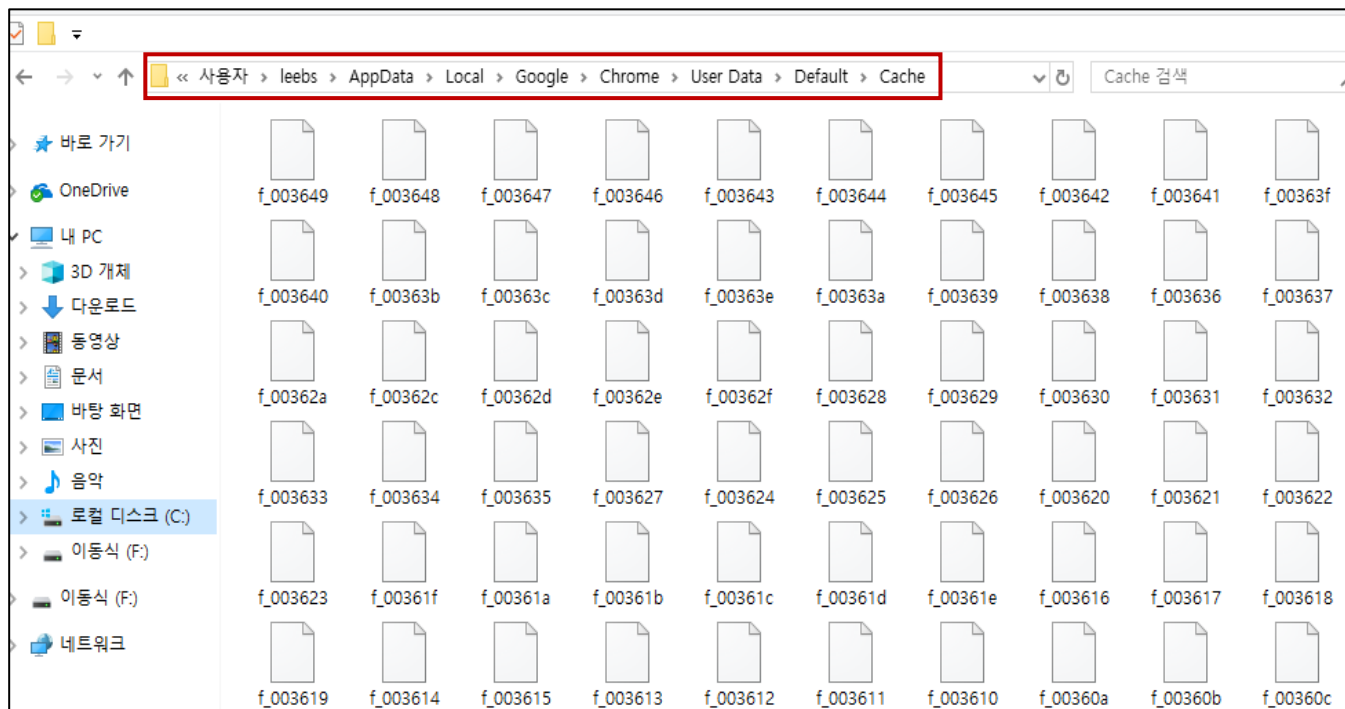 « 사용자 > leebs > AppData > Local > Google > Chrome > User Data > Default > Cache
Cache 검색
바로 가기
OneDrive
내 PC
3D 개체
다운로드
동영상
문서
바탕 화면
사진
음악
로컬 디스크 (C:)
이동식 (F:)
이동식 (F:)
네트워크
f_003649 f_003648 f_003647 f_003646 f_003643 f_003644 f_003645 f_003642 f_003641 f_00363f
f_003640 f_00363b f_00363c f_00363d f_00363e f_00363a f_003639 f_003638 f_003636 f_003637
f_00362a f_00362c f_00362d f_00362e f_00362f f_003628 f_003629 f_003630 f_003631 f_003632
f_003633 f_003634 f_003635 f_003627 f_003624 f_003625 f_003626 f_003620 f_003621 f_003622
f_003623 f_00361f f_00361a f_00361b f_00361c f_00361d f_00361e f_003616 f_003617 f_003618
f_003619 f_003614 f_003615 f_003613 f_003612 f_003611 f_003610 f_00360a f_00360b f_00360c